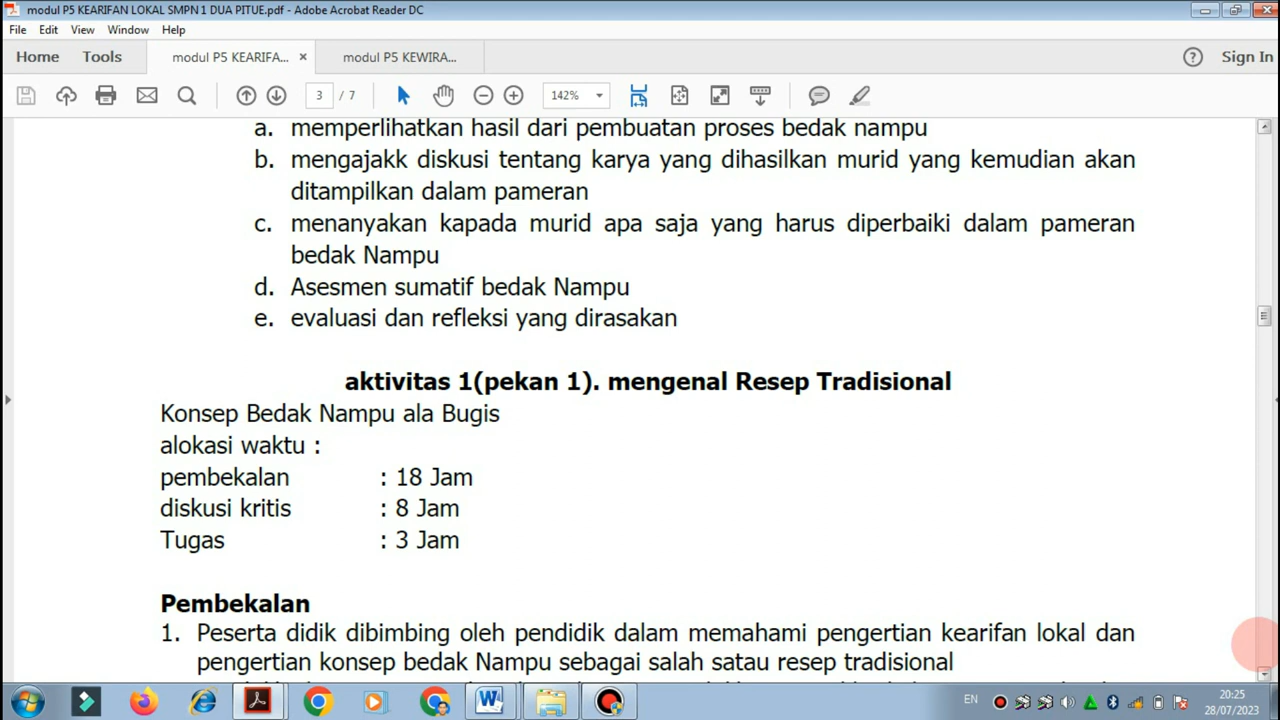 modul P5 KEARIFAN LOKAL SMPN 1 DUA PITUE.pdf - Adobe Acrobat Reader DC
File Edit View Window Help
Home Tools modul P5 KEARIFA... × modul P5 KEWIRA... Sign In
3 / 7 142%
a. memperlihatkan hasil dari pembuatan proses bedak nampu
b. mengajakk diskusi tentang karya yang dihasilkan murid yang kemudian akan
ditampilkan dalam pameran
c. menanyakan kapada murid apa saja yang harus diperbaiki dalam pameran
bedak Nampu
d. Asesmen sumatif bedak Nampu
e. evaluasi dan refleksi yang dirasakan
aktivitas 1(pekan 1). mengenal Resep Tradisional
Konsep Bedak Nampu ala Bugis
alokasi waktu :
pembekalan : 18 Jam
diskusi kritis : 8 Jam
Tugas : 3 Jam
Pembekalan
1. Peserta didik dibimbing oleh pendidik dalam memahami pengertian kearifan lokal dan
pengertian konsep bedak Nampu sebagai salah satau resep tradisional
EN 20:25
28/07/2023